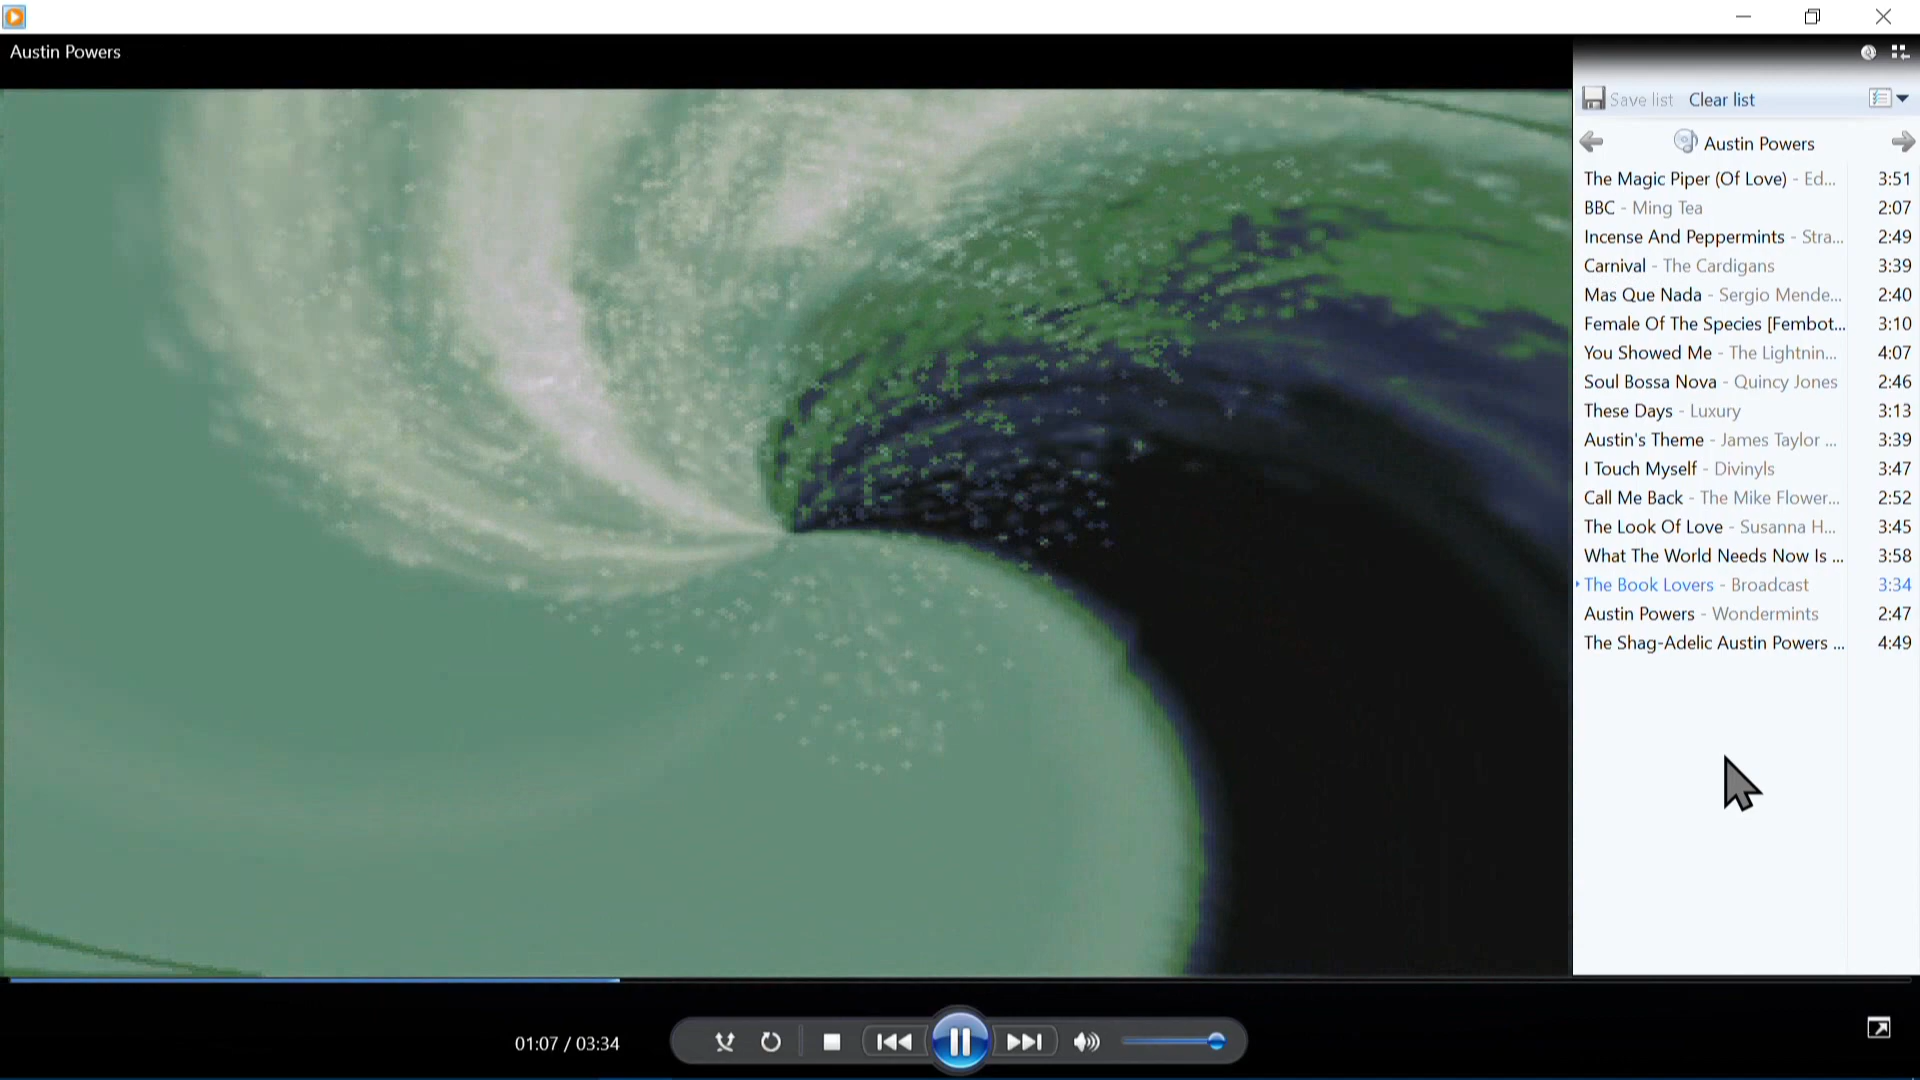 Austin Powers
Save list Clear list
Austin Powers
The Magic Piper (Of Love) - Ed... 3:51
BBC - Ming Tea 2:07
Incense And Peppermints - Stra... 2:49
Carnival - The Cardigans 3:39
Mas Que Nada - Sergio Mende... 2:40
Female Of The Species [Fembot... 3:10
You Showed Me - The Lightnin... 4:07
Soul Bossa Nova - Quincy Jones 2:46
These Days - Luxury 3:13
Austin's Theme - James Taylor ... 3:39
I Touch Myself - Divinyls 3:47
Call Me Back - The Mike Flower... 2:52
The Look Of Love - Susanna H... 3:45
What The World Needs Now Is ... 3:58
The Book Lovers - Broadcast 3:34
Austin Powers - Wondermints 2:47
The Shag-Adelic Austin Powers ... 4:49
01:07 / 03:34